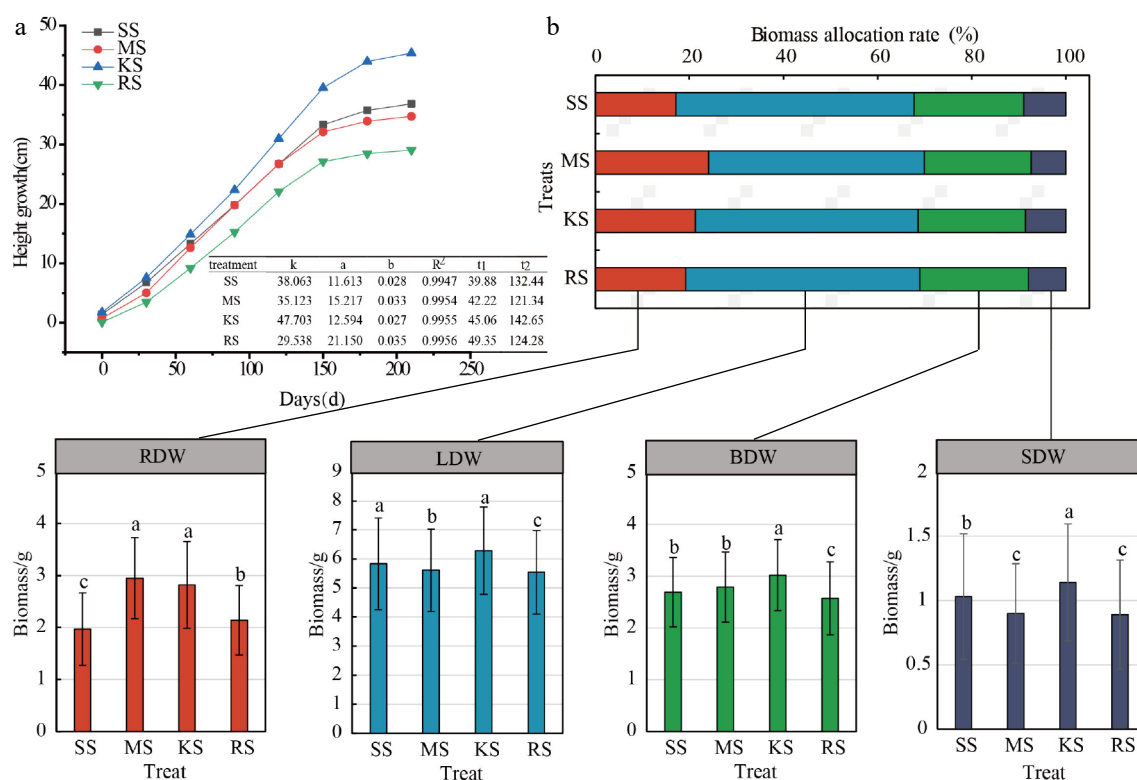 a
SS
MS
KS
RS
50
40
30
20
10
0
Height growth(cm)
treatment k a b R² t1 t2
SS 38.063 11.613 0.028 0.9947 39.88 132.44
MS 35.123 15.217 0.033 0.9954 42.22 121.34
KS 47.703 12.594 0.027 0.9955 45.06 142.65
RS 29.538 21.150 0.035 0.9956 49.35 124.28
0 50 100 150 200 250
Days(d)
b
Biomass allocation rate (%)
0 20 40 60 80 100
Treats
SS
MS
KS
RS
RDW
5
4
3
2
1
0
Biomass/g
c a a b
SS MS KS RS
Treat
LDW
9
8
7
6
5
4
3
2
1
0
Biomass/g
a b a c
SS MS KS RS
Treat
BDW
5
4
3
2
1
0
Biomass/g
b b a c
SS MS KS RS
Treat
SDW
2
1.5
1
0.5
0
Biomass/g
b c a c
SS MS KS RS
Treat